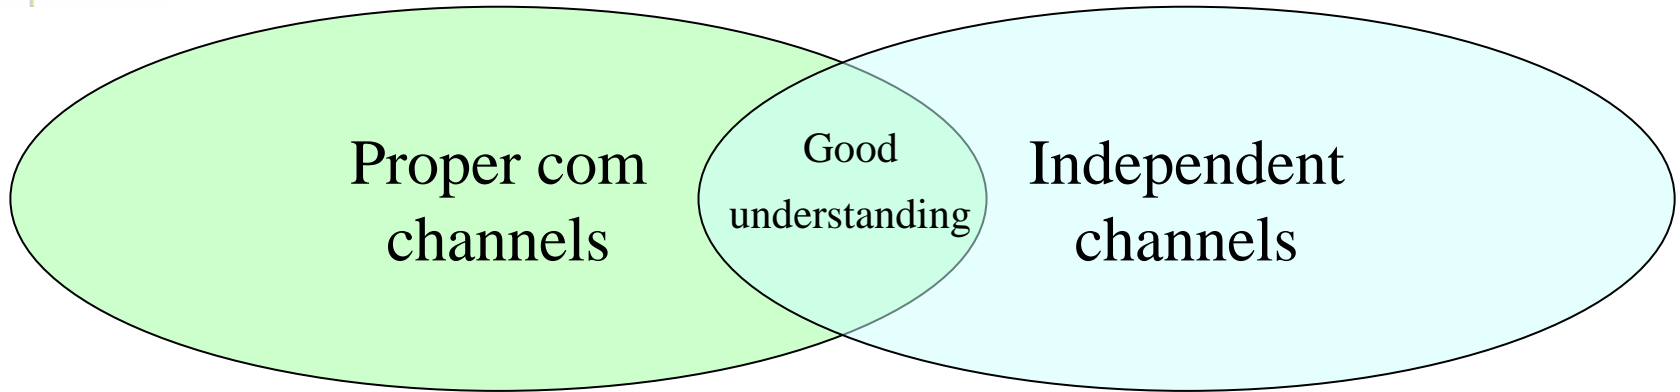 Proper com
channels
Good
understanding
Independent
channels